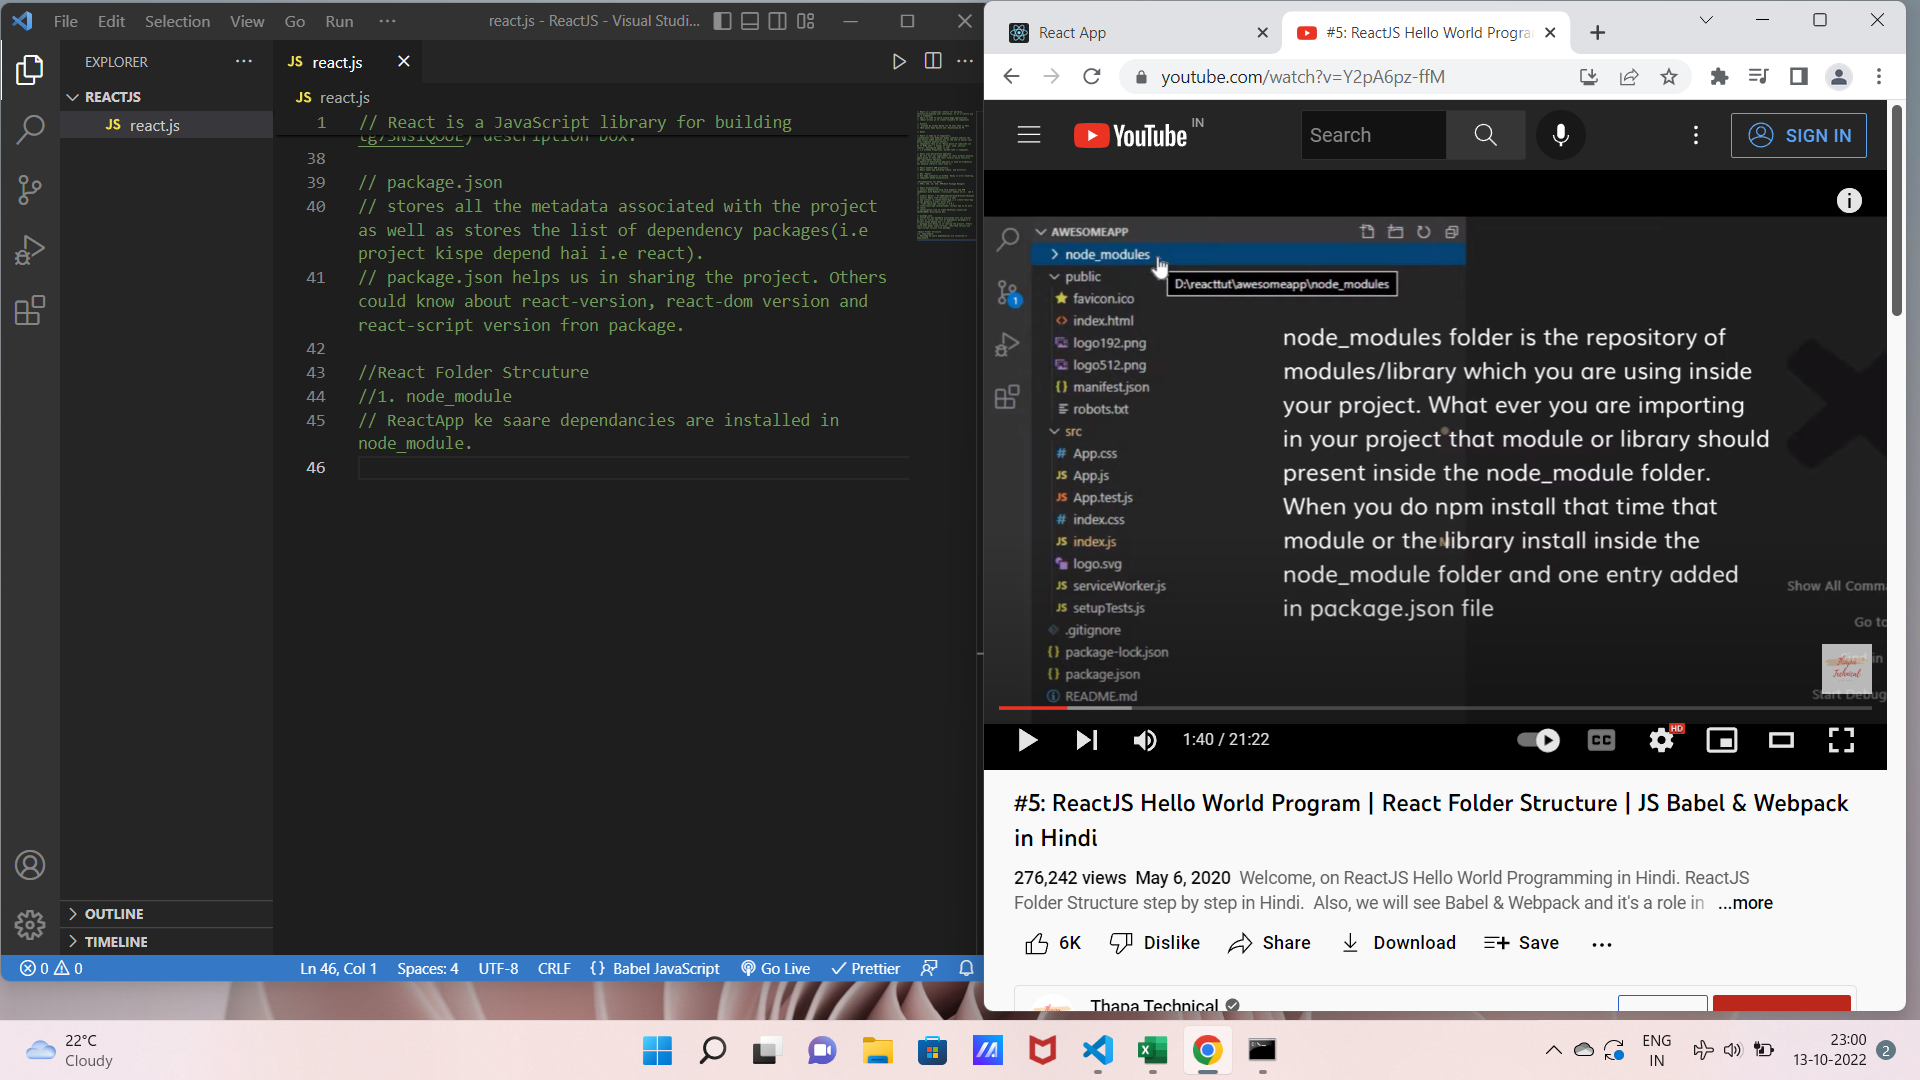 File Edit Selection View Go Run ··· react.js - ReactJS - Visual Studi...
EXPLORER ···
REACTJS
JS react.js
OUTLINE
TIMELINE
JS react.js
JS react.js
1 // React is a JavaScript library for building
description box.
38
39 // package.json
40 // stores all the metadata associated with the project
as well as stores the list of dependency packages(i.e
project kispe depend hai i.e react).
41 // package.json helps us in sharing the project. Others
could know about react-version, react-dom version and
react-script version fron package.
42
43 //React Folder Strcuture
44 //1. node_module
45 // ReactApp ke saare dependancies are installed in
node_module.
46
0 0 Ln 46, Col 1 Spaces: 4 UTF-8 CRLF {} Babel JavaScript Go Live Prettier
React App
#5: ReactJS Hello World Progra
youtube.com/watch?v=Y2pA6pz-ffM
YouTube IN Search SIGN IN
AWESOMEAPP
node_modules
D:\reacttut\awesomeapp\node_modules
public
favicon.ico
index.html
logo192.png
logo512.png
manifest.json
robots.txt
src
App.css
JS App.js
JS App.test.js
index.css
JS index.js
logo.svg
JS serviceWorker.js
JS setupTests.js
.gitignore
package-lock.json
package.json
README.md
1
node_modules folder is the repository of
modules/library which you are using inside
your project. What ever you are importing
in your project that module or library should
present inside the node_module folder.
When you do npm install that time that
module or the library install inside the
node_module folder and one entry added
in package.json file
Show All Comma
Go to
in
Start Debug
Thapa
Technical
1:40 / 21:22 CC HD
#5: ReactJS Hello World Program | React Folder Structure | JS Babel & Webpack
in Hindi
276,242 views May 6, 2020 Welcome, on ReactJS Hello World Programming in Hindi. ReactJS
Folder Structure step by step in Hindi. Also, we will see Babel & Webpack and it's a role in ...more
6K Dislike Share Download Save ...
Thapa Technical
22°C
Cloudy
ENG
IN
23:00
13-10-2022
2